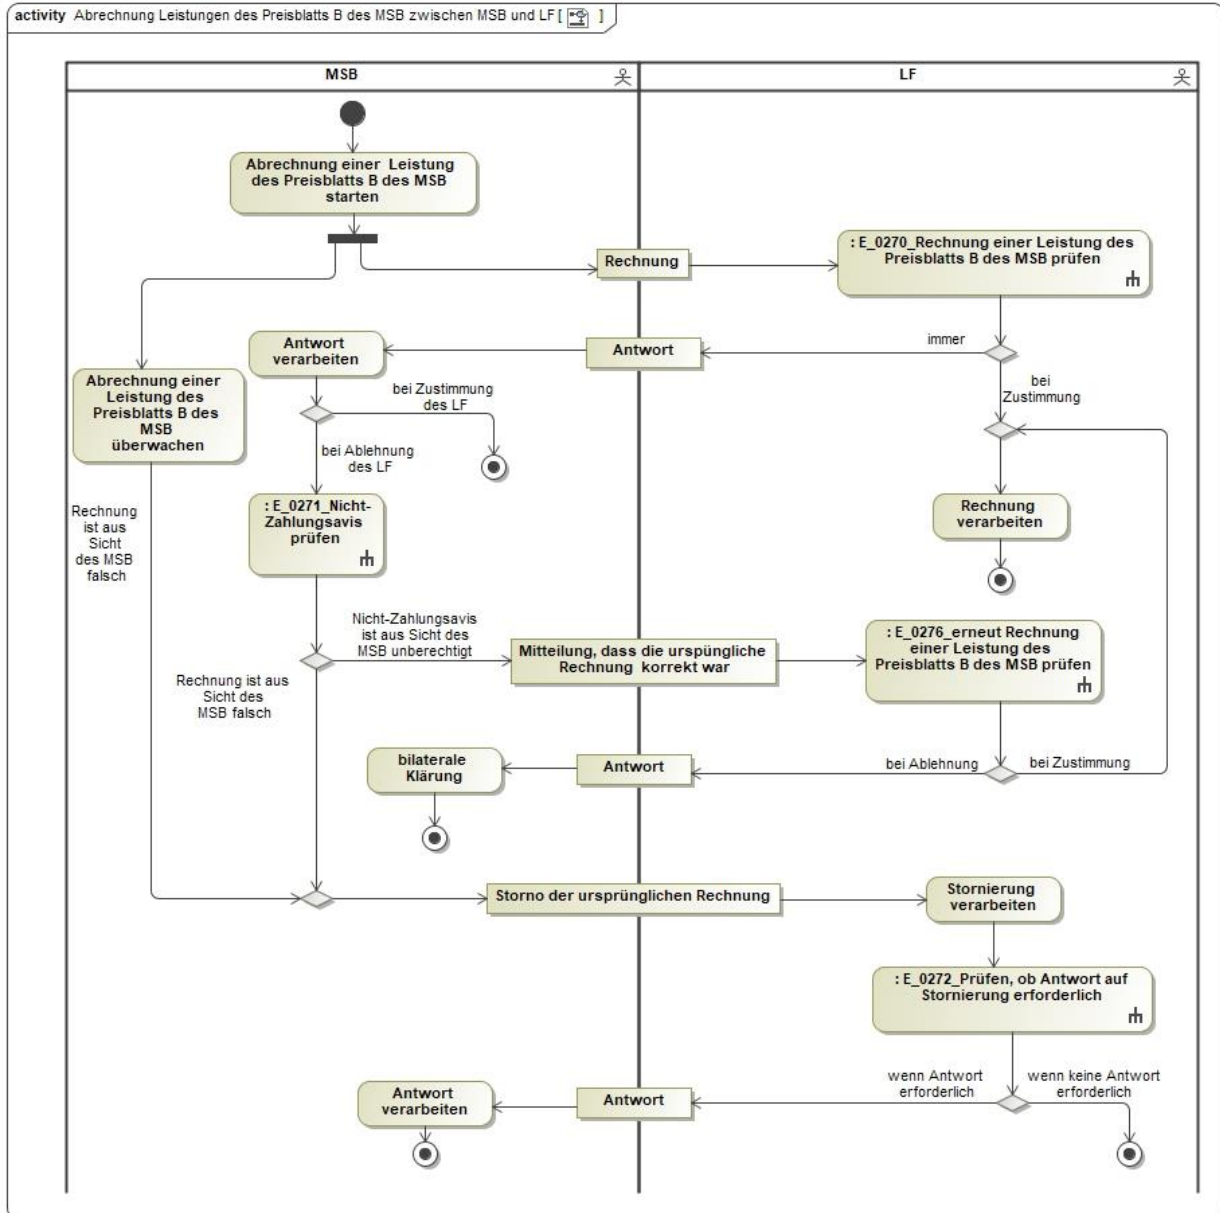 activity Abrechnung Leistungen des Preisblatts B des MSB zwischen MSB und LF [ ]
MSB
LF
Abrechnung einer Leistung
des Preisblatts B des MSB
starten
Rechnung
: E_0270_Rechnung einer Leistung des
Preisblatts B des MSB prüfen
immer
Antwort
Antwort
verarbeiten
bei
Zustimmung
Abrechnung einer
Leistung des
Preisblatts B des
MSB
überwachen
bei Zustimmung
des LF
bei Ablehnung
des LF
Rechnung
ist aus
Sicht
des MSB
falsch
: E_0271_Nicht-
Zahlungsavis
prüfen
Rechnung
verarbeiten
Nicht-Zahlungsavis
ist aus Sicht des
MSB unberechtigt
Mitteilung, dass die urspüngliche
Rechnung korrekt war
: E_0276_erneut Rechnung
einer Leistung des
Preisblatts B des MSB prüfen
Rechnung ist aus
Sicht des
MSB falsch
bilaterale
Klärung
Antwort
bei Ablehnung
bei Zustimmung
Storno der ursprünglichen Rechnung
Stornierung
verarbeiten
: E_0272_Prüfen, ob Antwort auf
Stornierung erforderlich
wenn Antwort
erforderlich
wenn keine Antwort
erforderlich
Antwort
Antwort
verarbeiten